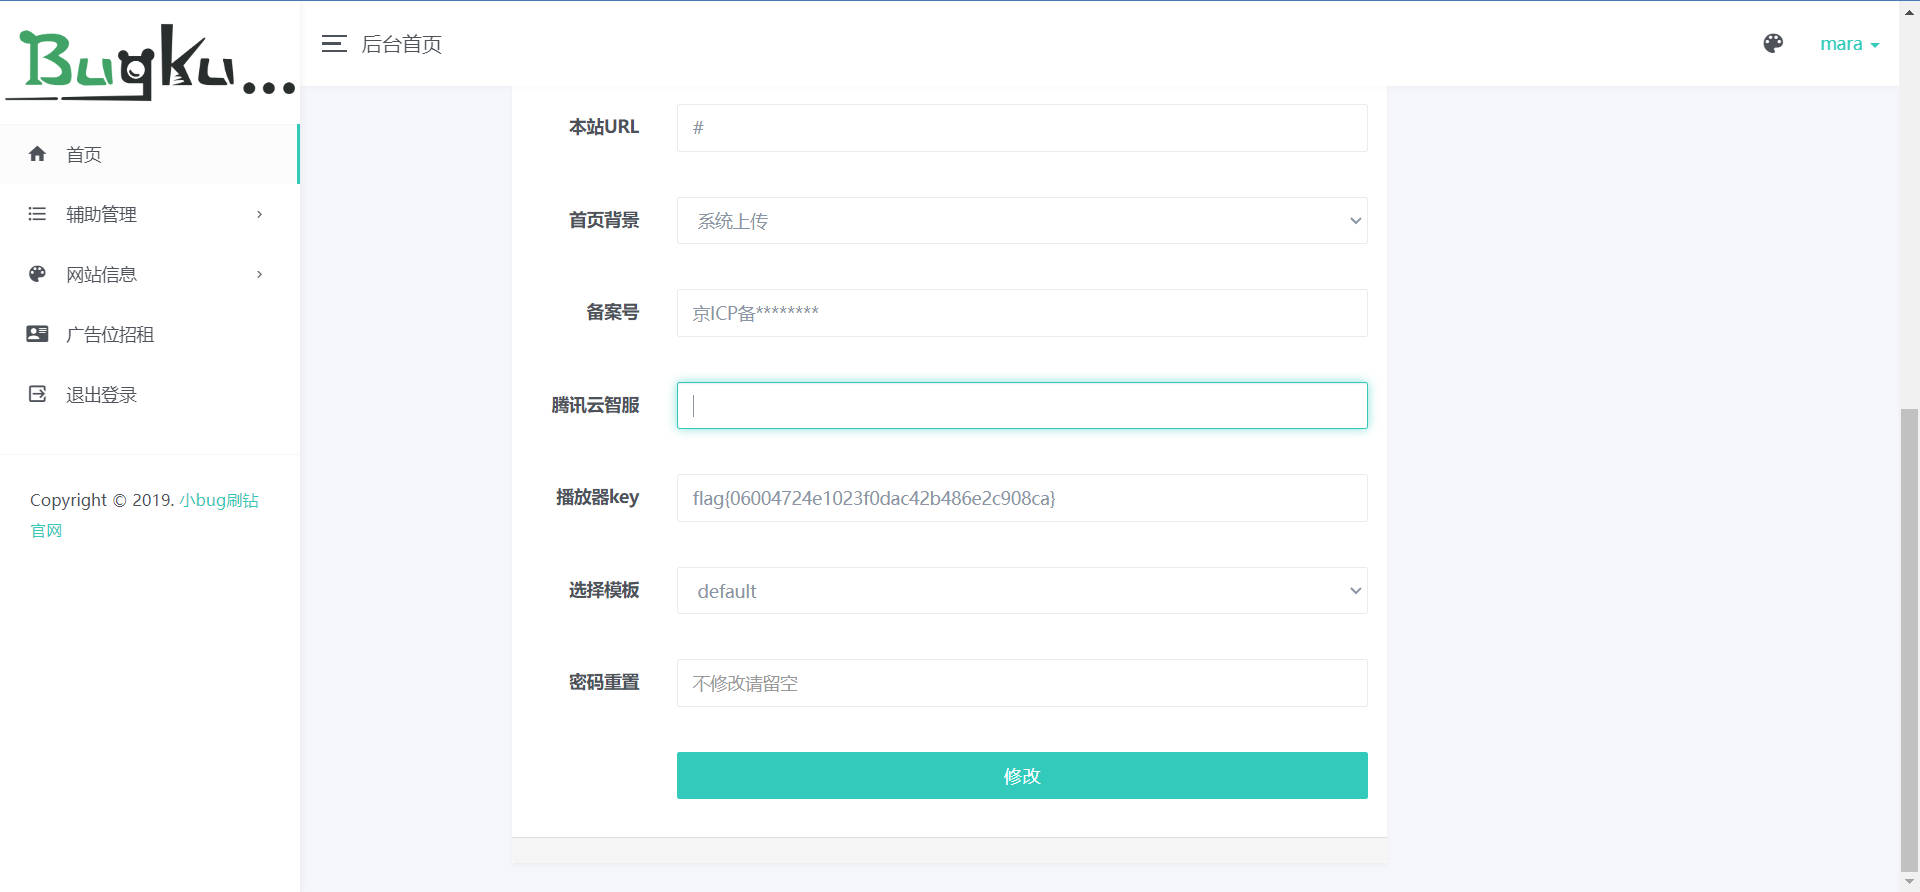 Bugku...
后台首页
mara
首页
辅助管理
网站信息
广告位招租
退出登录
Copyright © 2019. 小bug刷钻
官网
本站URL
#
首页背景
系统上传
备案号
京ICP备********
腾讯云智服
播放器key
flag{06004724e1023f0dac42b486e2c908ca}
选择模板
default
密码重置
不修改请留空
修改